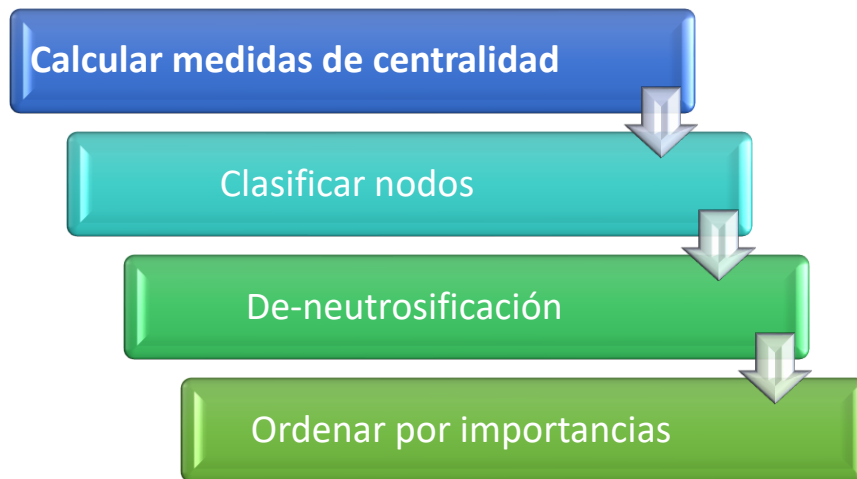 Calcular medidas de centralidad
Clasificar nodos
De-neutrosificación
Ordenar por importancias